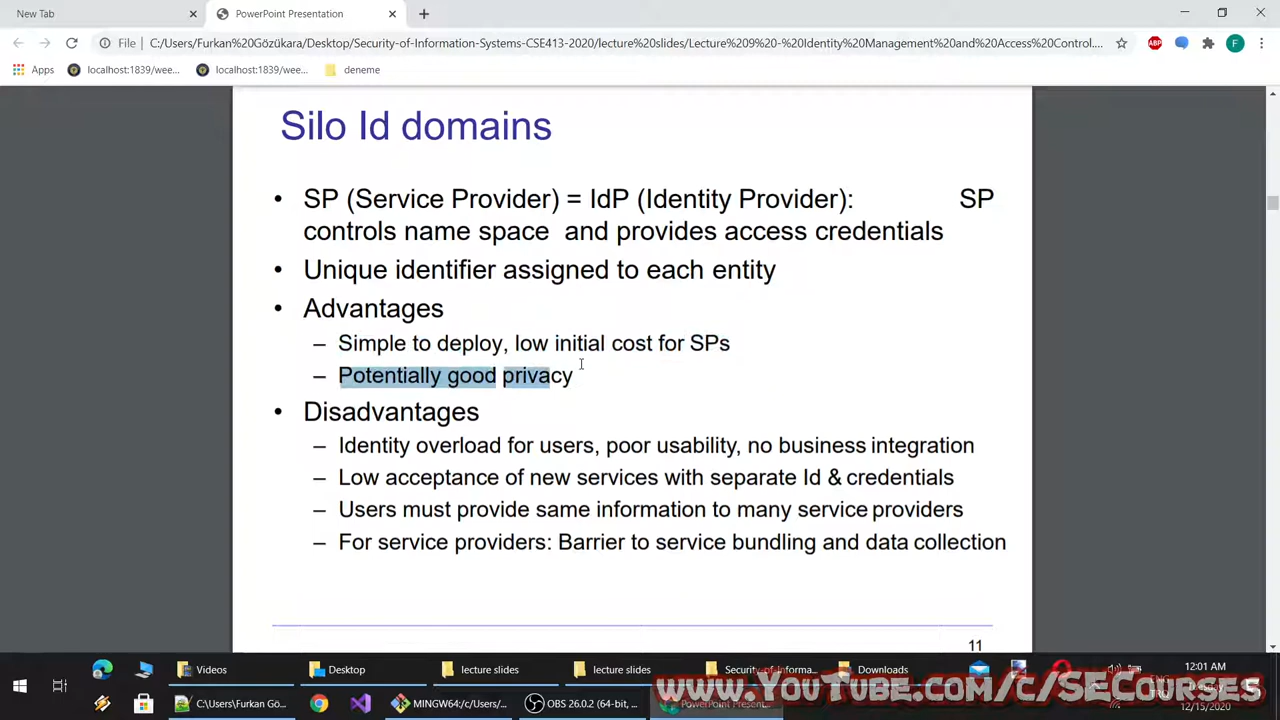 New Tab
PowerPoint Presentation
File
C:/Users/Furkan%20Gözükara/Desktop/Security-of-Information-Systems-CSE413-2020/lecture%20slides/Lecture%209%20-%20Identity%20Management%20and%20Access%20Control....
ABP
F
Apps
localhost:1839/wee...
localhost:1839/wee...
deneme
Silo Id domains
• SP (Service Provider) = IdP (Identity Provider): SP
controls name space and provides access credentials
• Unique identifier assigned to each entity
• Advantages
– Simple to deploy, low initial cost for SPs
– Potentially good privacy
• Disadvantages
– Identity overload for users, poor usability, no business integration
– Low acceptance of new services with separate Id & credentials
– Users must provide same information to many service providers
– For service providers: Barrier to service bundling and data collection
11
Videos
Desktop
lecture slides
lecture slides
Security-of-Informa...
Downloads
12:01 AM
12/15/2020
C:\Users\Furkan Gö...
MINGW64:/c/Users/...
OBS 26.0.2 (64-bit, ...
PowerPoint Present...
www.YouTube.com/c/SECourses